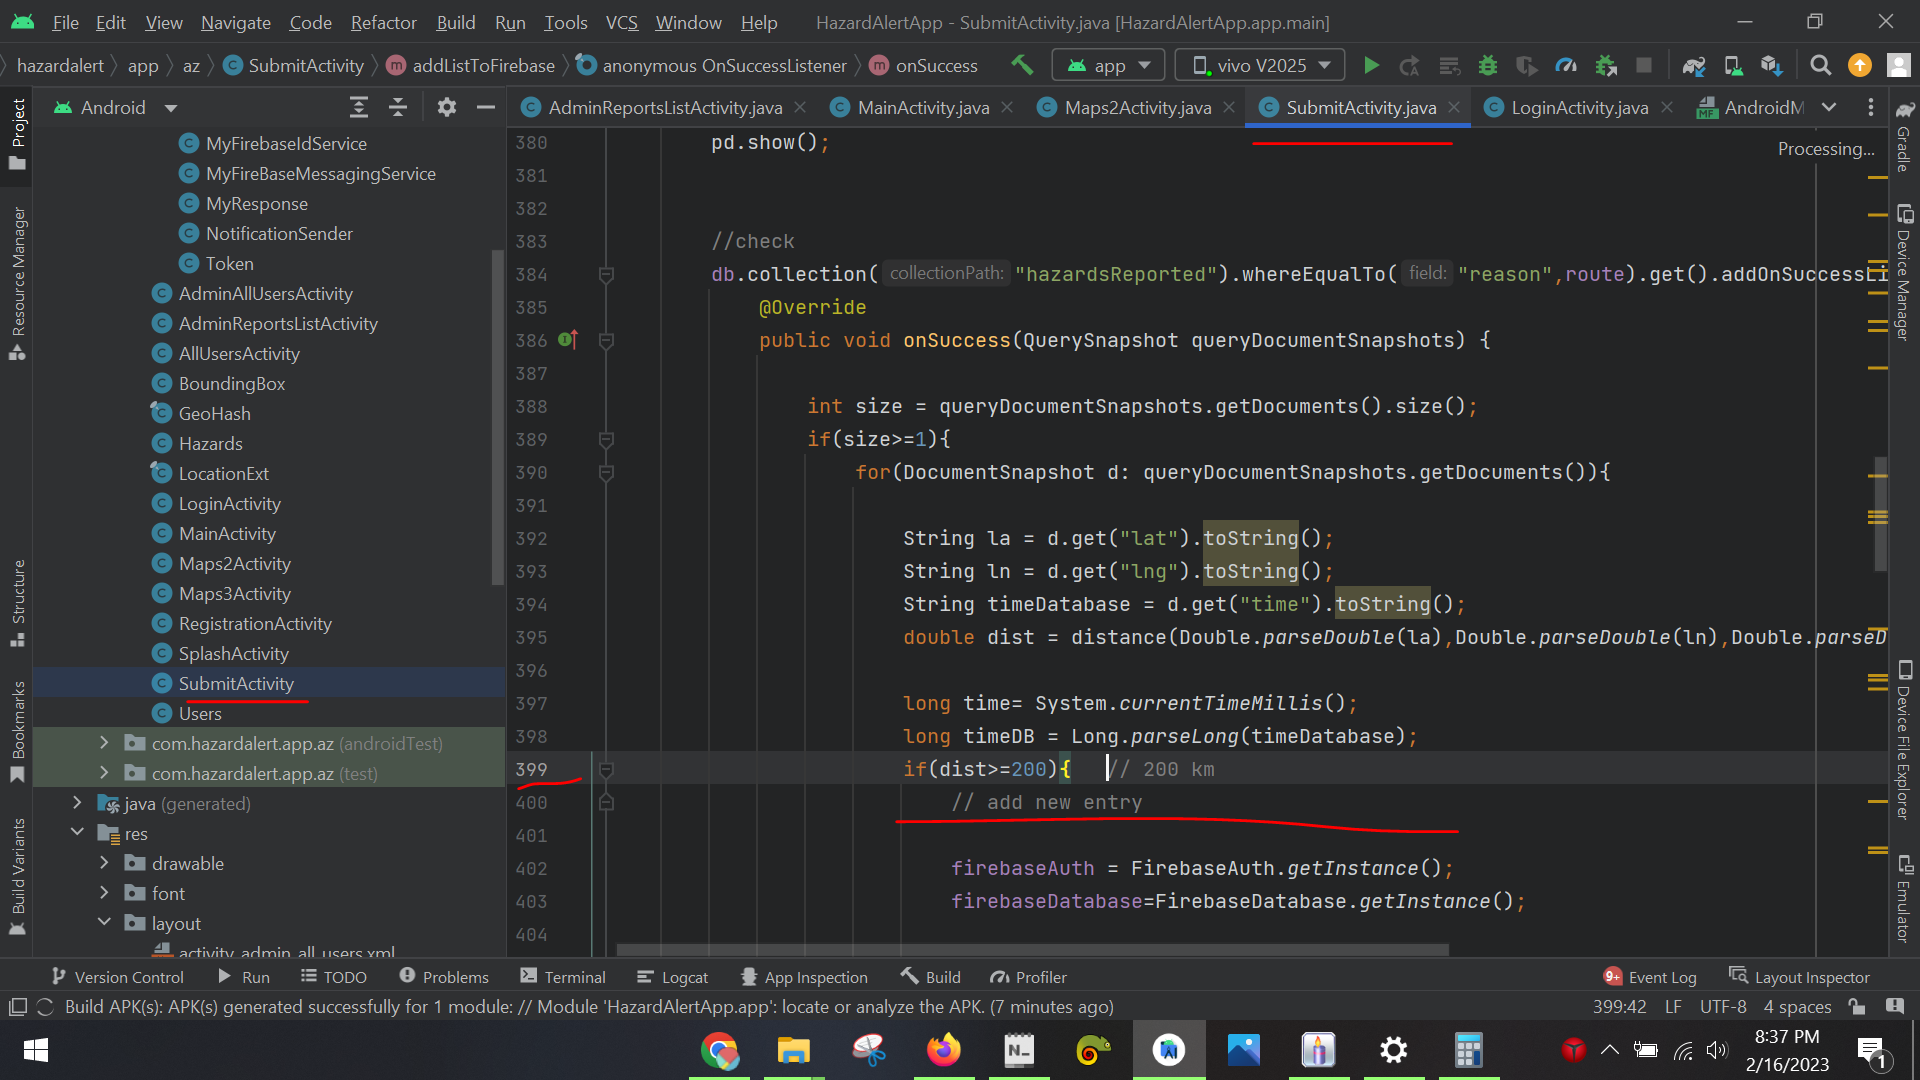 File Edit View Navigate Code Refactor Build Run Tools VCS Window Help HazardAlertApp - SubmitActivity.java [HazardAlertApp.app.main]
hazardalert app az SubmitActivity addListToFirebase anonymous OnSuccessListener onSuccess app vivo V2025
Project
Android
AdminReportsListActivity.java MainActivity.java Maps2Activity.java SubmitActivity.java LoginActivity.java AndroidM
Processing...
MyFirebaseIdService
MyFireBaseMessagingService
MyResponse
NotificationSender
Token
AdminAllUsersActivity
AdminReportsListActivity
AllUsersActivity
BoundingBox
GeoHash
Hazards
LocationExt
LoginActivity
MainActivity
Maps2Activity
Maps3Activity
RegistrationActivity
SplashActivity
SubmitActivity
Users
com.hazardalert.app.az (androidTest)
com.hazardalert.app.az (test)
java (generated)
res
drawable
font
layout
activity_admin_all_users.xml
Resource Manager
Structure
Bookmarks
Build Variants
380 pd.show();
381
382
383 //check
384 db.collection( collectionPath: "hazardsReported").whereEqualTo( field: "reason",route).get().addOnSuccessLi
385 @Override
386 public void onSuccess(QuerySnapshot queryDocumentSnapshots) {
387
388 int size = queryDocumentSnapshots.getDocuments().size();
389 if(size>=1){
390 for(DocumentSnapshot d: queryDocumentSnapshots.getDocuments()){
391
392 String la = d.get("lat").toString();
393 String ln = d.get("lng").toString();
394 String timeDatabase = d.get("time").toString();
395 double dist = distance(Double.parseDouble(la),Double.parseDouble(ln),Double.parseD
396
397 long time= System.currentTimeMillis();
398 long timeDB = Long.parseLong(timeDatabase);
399 if(dist>=200){ // 200 km
400 // add new entry
401
402 firebaseAuth = FirebaseAuth.getInstance();
403 firebaseDatabase=FirebaseDatabase.getInstance();
404
Gradle
Device Manager
Device File Explorer
Emulator
Version Control Run TODO Problems Terminal Logcat App Inspection Build Profiler 9+ Event Log Layout Inspector
Build APK(s): APK(s) generated successfully for 1 module: // Module 'HazardAlertApp.app': locate or analyze the APK. (7 minutes ago) 399:42 LF UTF-8 4 spaces
8:37 PM
2/16/2023
1